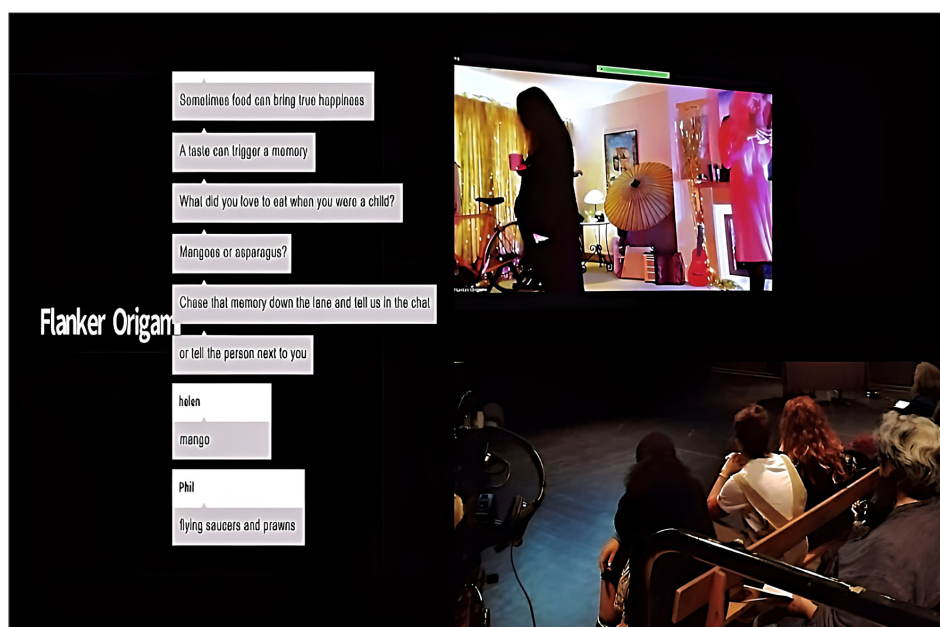 Sometimes food can bring true happiness
A taste can trigger a memory
What did you love to eat when you were a child?
Mangoes or asparagus?
Chase that memory down the lane and tell us in the chat
Flanker Origami
or tell the person next to you
helen
mango
Phil
flying saucers and prawns